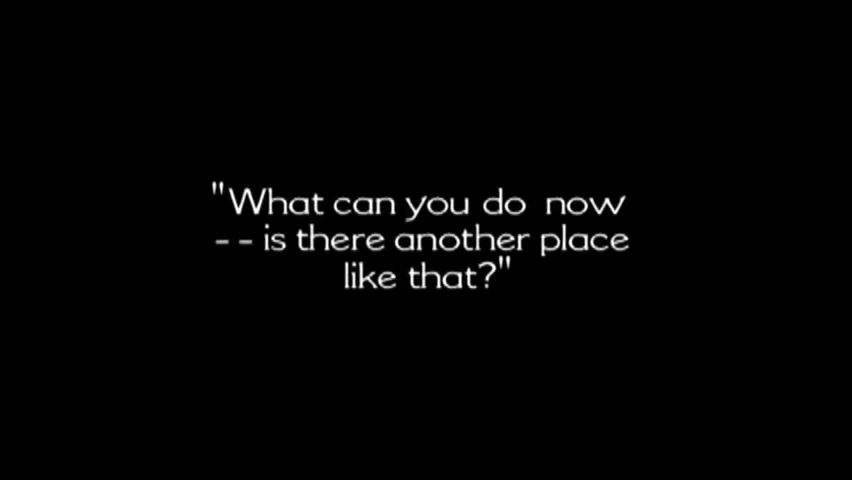 "What can you do now
-- is there another place
like that?"